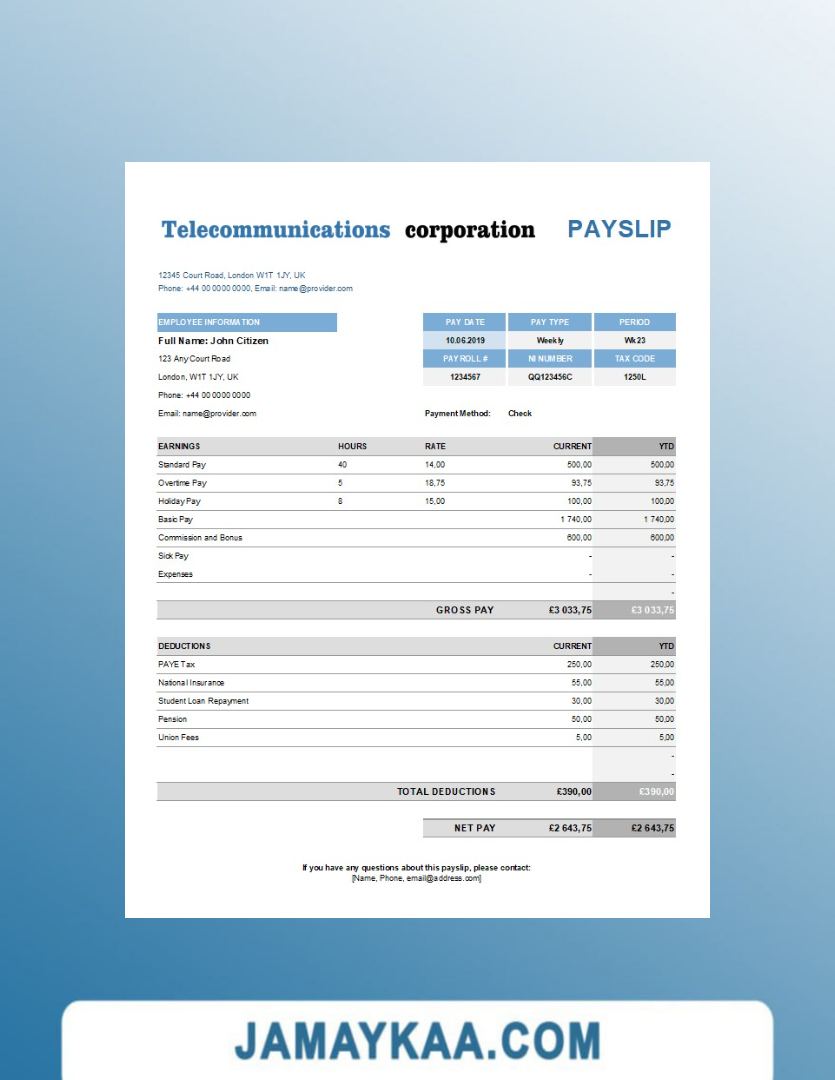 Telecommunications corporation PAYSLIP
12345 Court Road, London W1T 1JY, UK
Phone: +44 00 0000 0000, Email: name@provider.com
EMPLOYEE INFORMATION PAY DATE PAY TYPE PERIOD
Full Name: John Citizen 10.06.2019 Weekly Wk23
123 Any Court Road PAYROLL # NI NUMBER TAX CODE
London, W1T 1JY, UK 1234567 QQ123456C 1250L
Phone: +44 00 0000 0000
Email: name@provider.com Payment Method: Check
EARNINGS HOURS RATE CURRENT YTD
Standard Pay 40 14,00 500,00 500,00
Overtime Pay 5 18,75 93,75 93,75
Holiday Pay 8 15,00 100,00 100,00
Basic Pay 1 740,00 1 740,00
Commission and Bonus 600,00 600,00
Sick Pay - -
Expenses - -
-
GROSS PAY £3 033,75 £3 033,75
DEDUCTIONS CURRENT YTD
PAYE Tax 250,00 250,00
National Insurance 55,00 55,00
Student Loan Repayment 30,00 30,00
Pension 50,00 50,00
Union Fees 5,00 5,00
-
-
TOTAL DEDUCTIONS £390,00 £390,00
NET PAY £2 643,75 £2 643,75
If you have any questions about this payslip, please contact:
[Name, Phone, email@address.com]
JAMAYKAA.COM